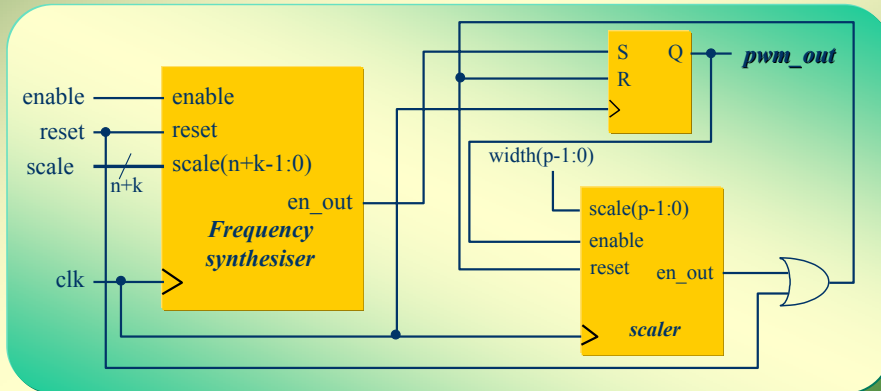 enable
reset
scale
n+k
clk
enable
reset
scale(n+k-1:0)
en_out
Frequency
synthesiser
S Q
R
pwm_out
width(p-1:0)
scale(p-1:0)
enable
reset
en_out
scaler